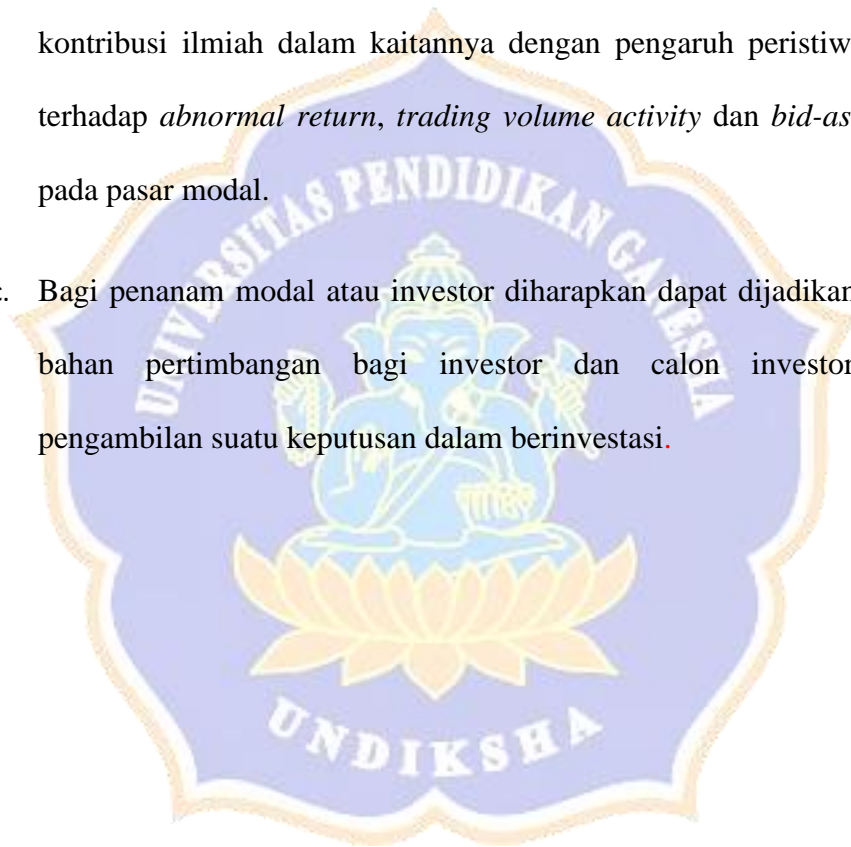 kontribusi ilmiah dalam kaitannya dengan pengaruh peristiw
terhadap abnormal return, trading volume activity dan bid-as
pada pasar modal.
. Bagi penanam modal atau investor diharapkan dapat dijadikan
bahan pertimbangan bagi investor dan calon investor
pengambilan suatu keputusan dalam berinvestasi.
UNIVERSITAS PENDIDIKAN GANESHA
UNDIKSHA